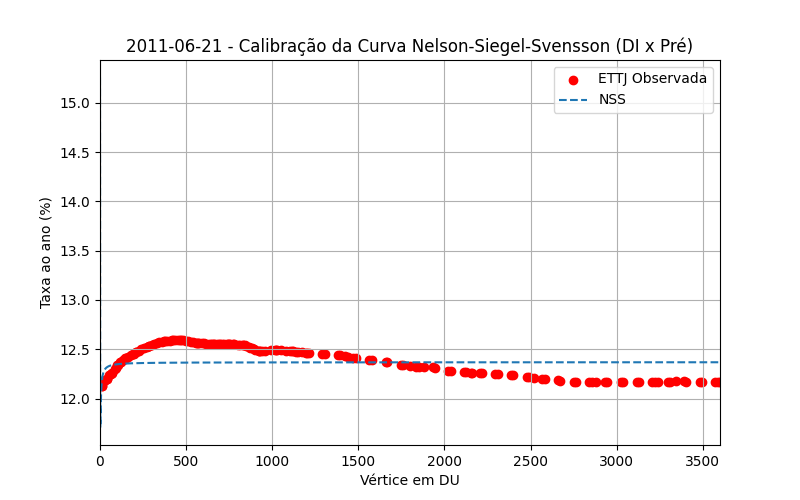 2011-06-21 - Calibração da Curva Nelson-Siegel-Svensson (DI x Pré)
ETTJ Observada
NSS
Taxa ao ano (%)
15.0
14.5
14.0
13.5
13.0
12.5
12.0
0 500 1000 1500 2000 2500 3000 3500
Vértice em DU